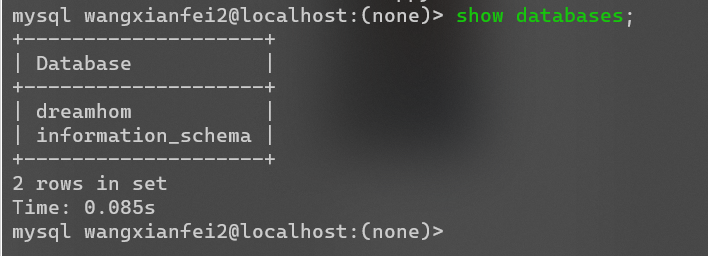 mysql wangxianfei2@localhost:(none)> show databases;
+--------------------+
| Database           |
+--------------------+
| dreamhom           |
| information_schema |
+--------------------+
2 rows in set
Time: 0.085s
mysql wangxianfei2@localhost:(none)>